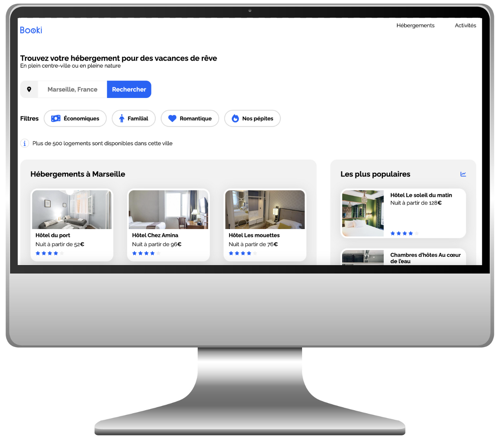 Booki
Hébergements Activités
Trouvez votre hébergement pour des vacances de rêve
En plein centre-ville ou en pleine nature
Marseille, France Rechercher
Filtres Économiques Familial Romantique Nos pépites
Plus de 500 logements sont disponibles dans cette ville
Hébergements à Marseille
Hôtel du port
Nuit à partir de 52€
Hôtel Chez Amina
Nuit à partir de 96€
Hôtel Les mouettes
Nuit à partir de 76€
Les plus populaires
Hôtel Le soleil du matin
Nuit à partir de 128€
Chambres d'hôtes Au cœur
de l'eau